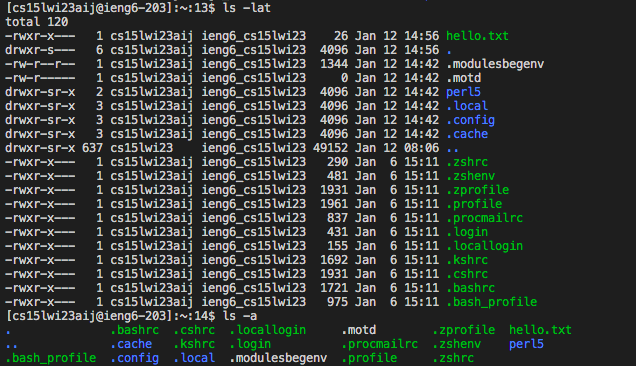 [cs15lwi23aij@ieng6-203]:~:13$ ls -lat
total 120
-rwxr-x--- 1 cs15lwi23aij ieng6_cs15lwi23 26 Jan 12 14:56 hello.txt
drwxr-s--- 6 cs15lwi23aij ieng6_cs15lwi23 4096 Jan 12 14:56 .
-rw-r--r-- 1 cs15lwi23aij ieng6_cs15lwi23 1344 Jan 12 14:42 .modulesbegenv
-rw-r----- 1 cs15lwi23aij ieng6_cs15lwi23 0 Jan 12 14:42 .motd
drwxr-sr-x 2 cs15lwi23aij ieng6_cs15lwi23 4096 Jan 12 14:42 perl5
drwxr-sr-x 3 cs15lwi23aij ieng6_cs15lwi23 4096 Jan 12 14:42 .local
drwxr-sr-x 3 cs15lwi23aij ieng6_cs15lwi23 4096 Jan 12 14:42 .config
drwxr-sr-x 3 cs15lwi23aij ieng6_cs15lwi23 4096 Jan 12 14:42 .cache
drwxr-sr-x 637 cs15lwi23 ieng6_cs15lwi23 49152 Jan 12 08:06 ..
-rwxr-x--- 1 cs15lwi23aij ieng6_cs15lwi23 290 Jan 6 15:11 .zshrc
-rwxr-x--- 1 cs15lwi23aij ieng6_cs15lwi23 481 Jan 6 15:11 .zshenv
-rwxr-x--- 1 cs15lwi23aij ieng6_cs15lwi23 1931 Jan 6 15:11 .zprofile
-rwxr-x--- 1 cs15lwi23aij ieng6_cs15lwi23 1961 Jan 6 15:11 .profile
-rwxr-x--- 1 cs15lwi23aij ieng6_cs15lwi23 837 Jan 6 15:11 .procmailrc
-rwxr-x--- 1 cs15lwi23aij ieng6_cs15lwi23 431 Jan 6 15:11 .login
-rwxr-x--- 1 cs15lwi23aij ieng6_cs15lwi23 155 Jan 6 15:11 .locallogin
-rwxr-x--- 1 cs15lwi23aij ieng6_cs15lwi23 1692 Jan 6 15:11 .kshrc
-rwxr-x--- 1 cs15lwi23aij ieng6_cs15lwi23 1931 Jan 6 15:11 .cshrc
-rwxr-x--- 1 cs15lwi23aij ieng6_cs15lwi23 1721 Jan 6 15:11 .bashrc
-rwxr-x--- 1 cs15lwi23aij ieng6_cs15lwi23 975 Jan 6 15:11 .bash_profile
[cs15lwi23aij@ieng6-203]:~:14$ ls -a
. .bashrc .cshrc .locallogin .motd .zprofile hello.txt
.. .cache .kshrc .login .procmailrc .zshenv perl5
.bash_profile .config .local .modulesbegenv .profile .zshrc